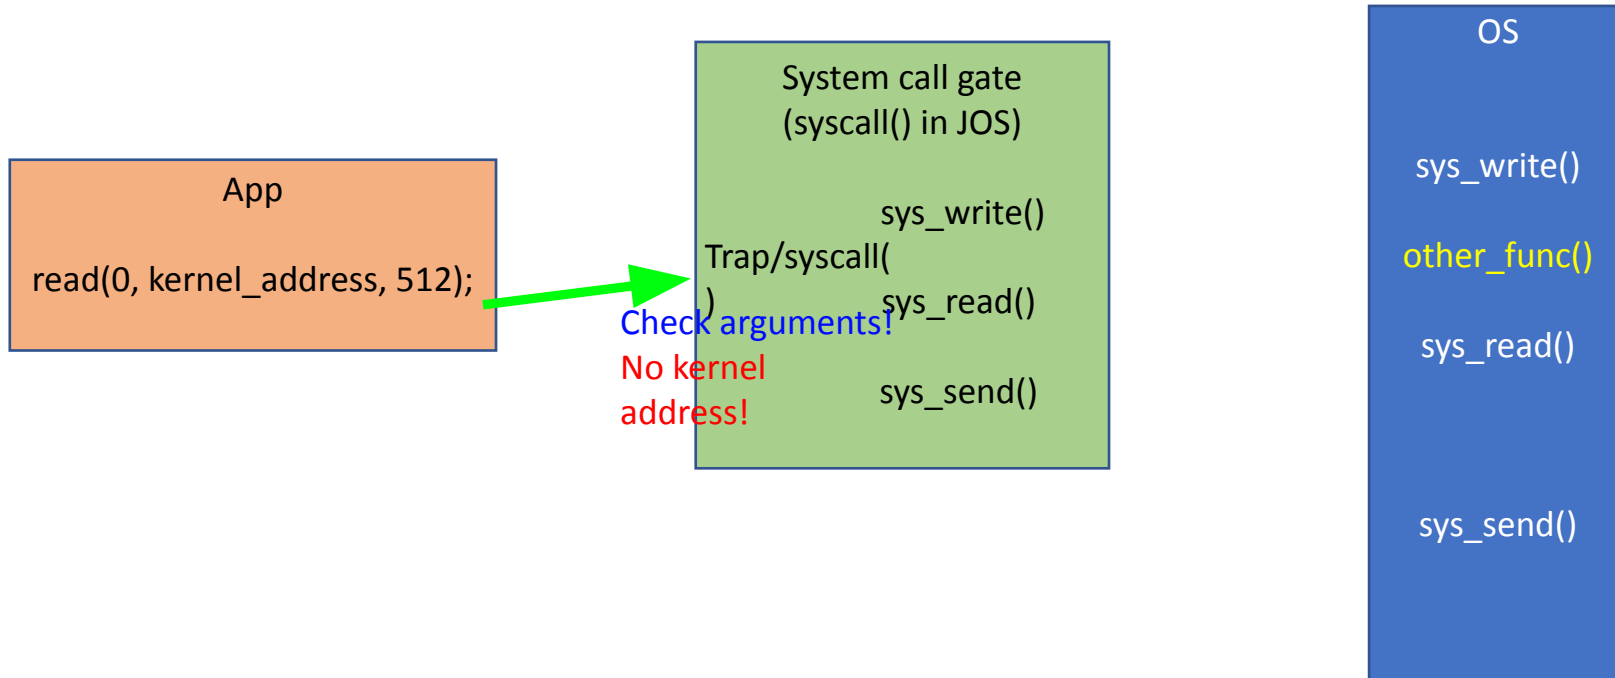 App
read(0, kernel_address, 512);
System call gate
(syscall() in JOS)
sys_write()
Trap/syscall(
)
sys_read()
Check arguments!
No kernel
address!
sys_send()
OS
sys_write()
other_func()
sys_read()
sys_send()